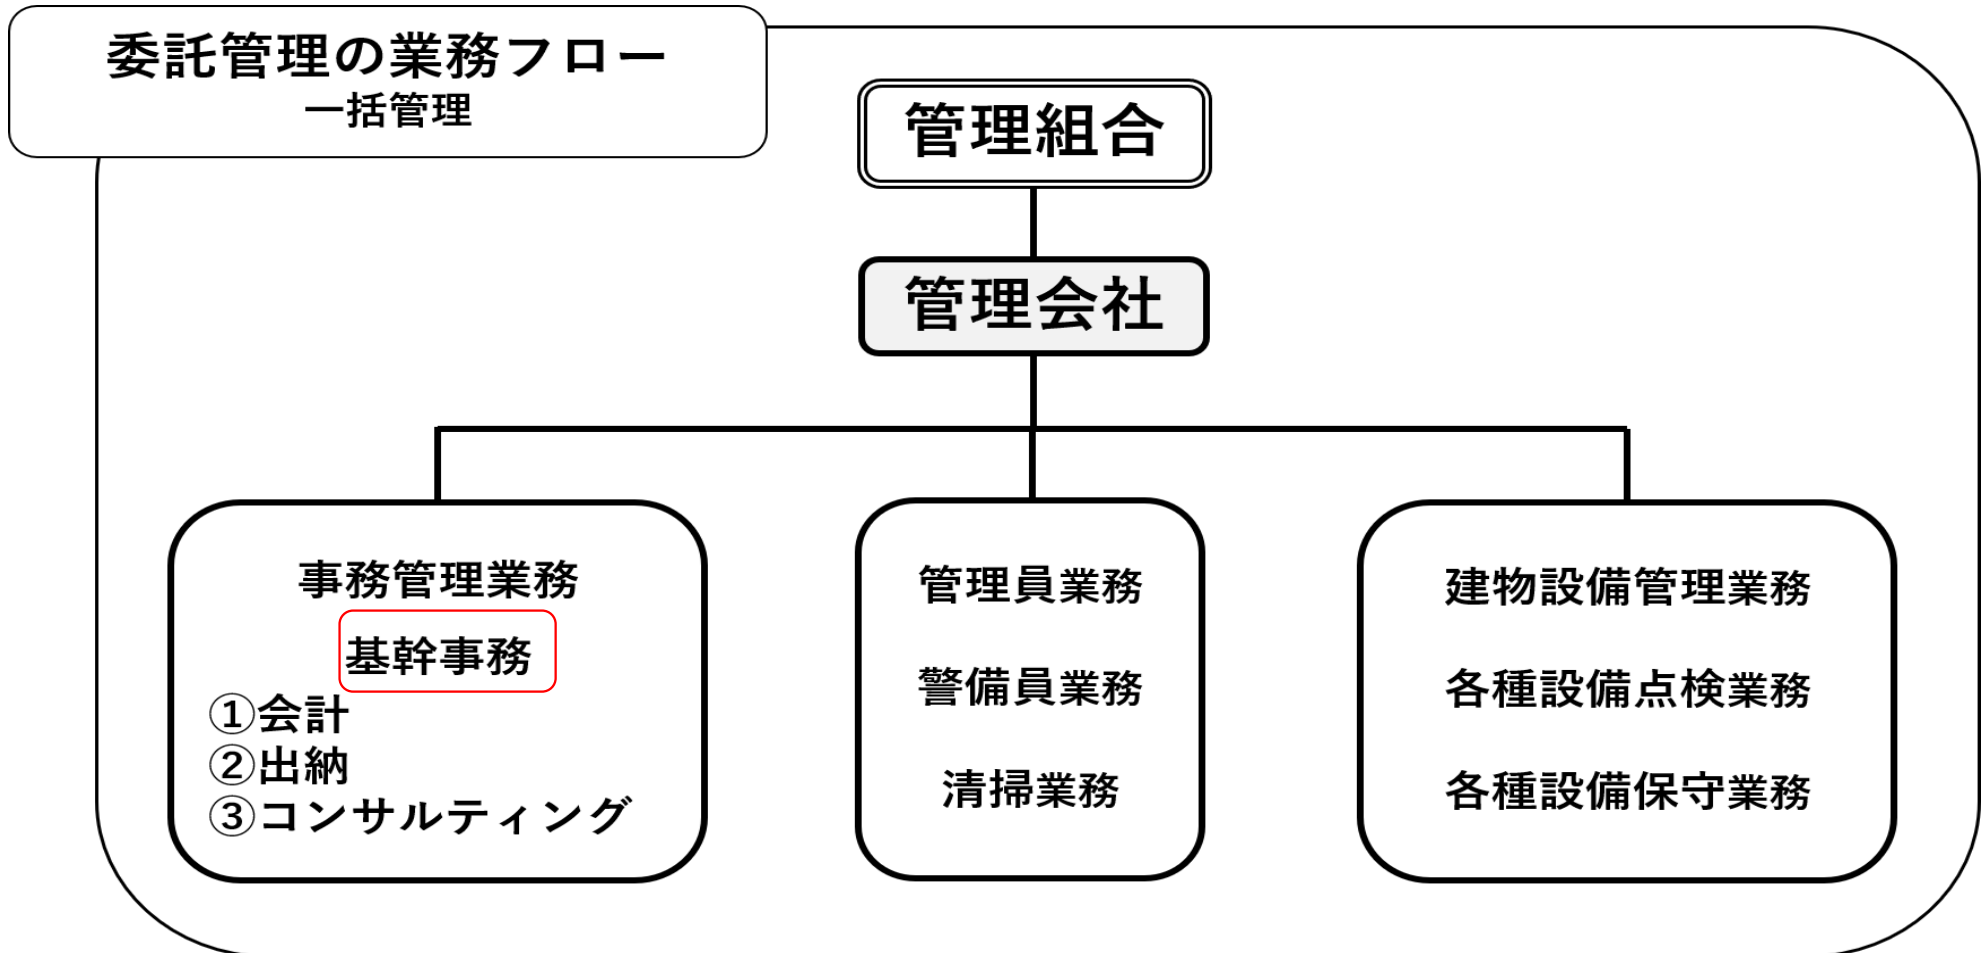 委託管理の業務フロー
一括管理
管理組合
管理会社
事務管理業務
基幹事務
①会計
②出納
③コンサルティング
管理員業務
警備員業務
清掃業務
建物設備管理業務
各種設備点検業務
各種設備保守業務